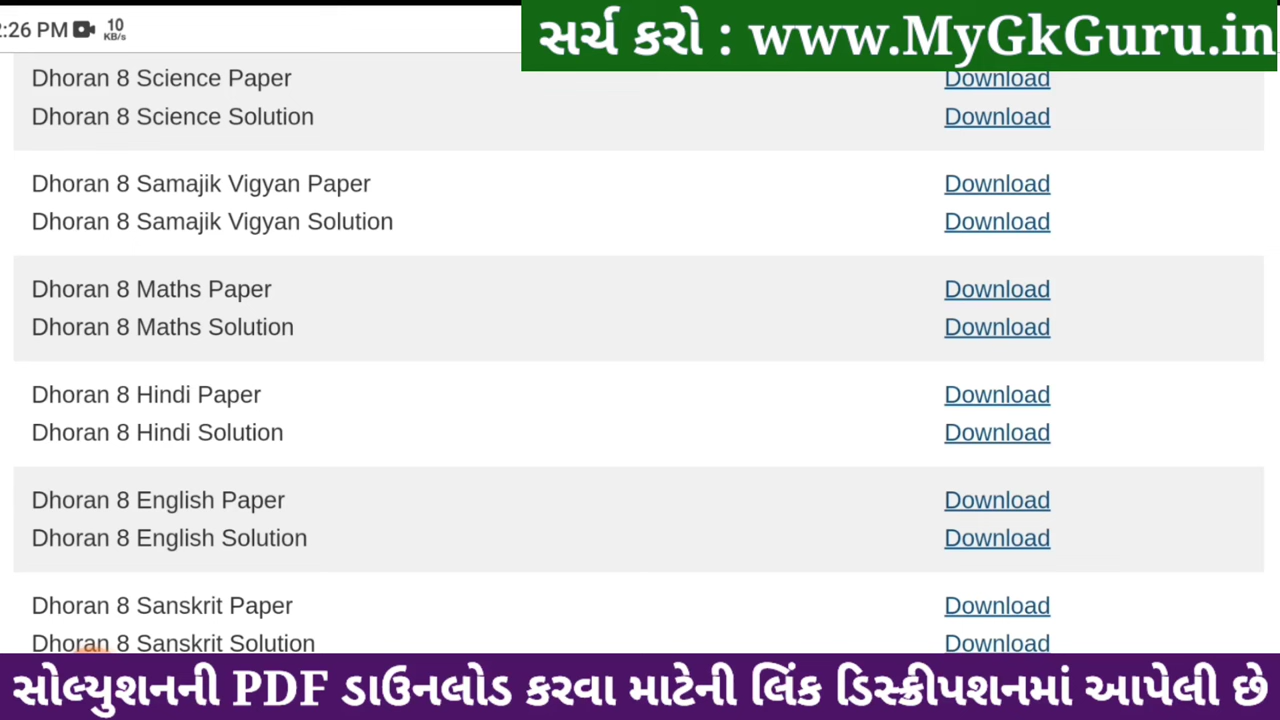 :26 PM 10 KB/s
સર્ચ કરો : www.MyGkGuru.in
Dhoran 8 Science Paper Download
Dhoran 8 Science Solution Download
Dhoran 8 Samajik Vigyan Paper Download
Dhoran 8 Samajik Vigyan Solution Download
Dhoran 8 Maths Paper Download
Dhoran 8 Maths Solution Download
Dhoran 8 Hindi Paper Download
Dhoran 8 Hindi Solution Download
Dhoran 8 English Paper Download
Dhoran 8 English Solution Download
Dhoran 8 Sanskrit Paper Download
Dhoran 8 Sanskrit Solution Download
સોલ્યુશનની PDF ડાઉનલોડ કરવા માટેની લિંક ડિસ્ક્રીપશનમાં આપેલી છે